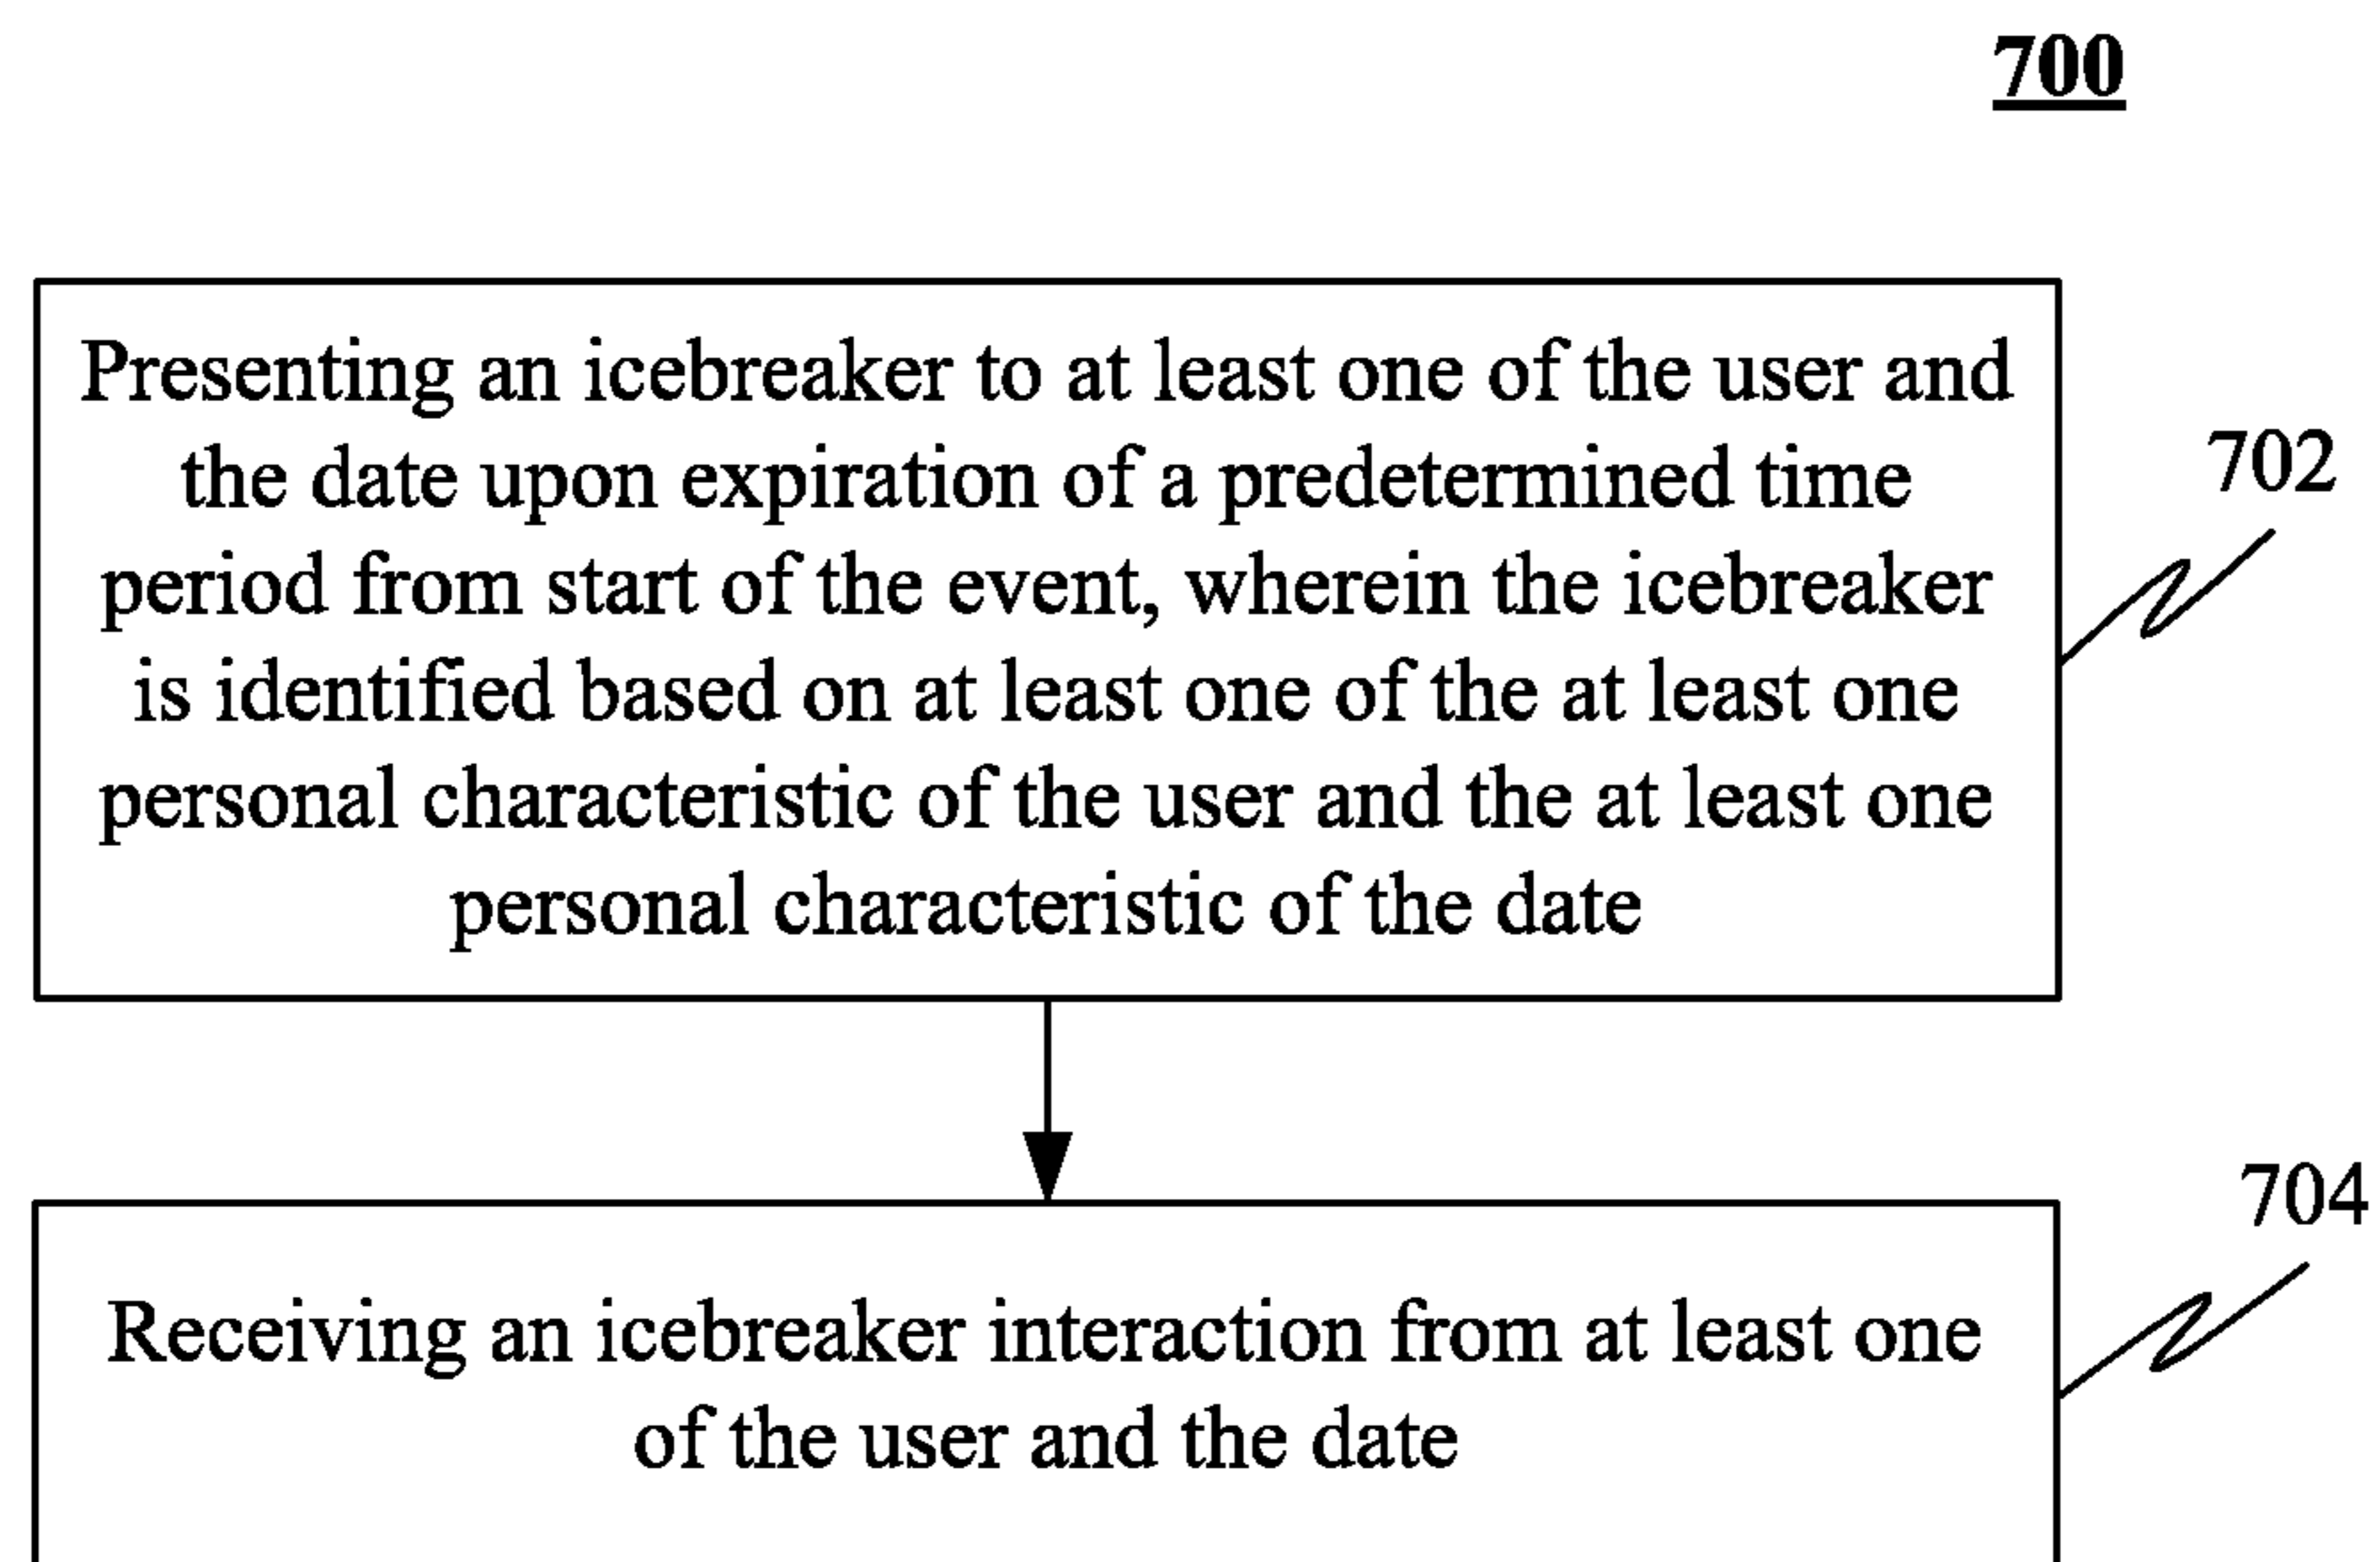 700
Presenting an icebreaker to at least one of the user and
the date upon expiration of a predetermined time
period from start of the event, wherein the icebreaker
is identified based on at least one of the at least one
personal characteristic of the user and the at least one
personal characteristic of the date
702
704
Receiving an icebreaker interaction from at least one
of the user and the date